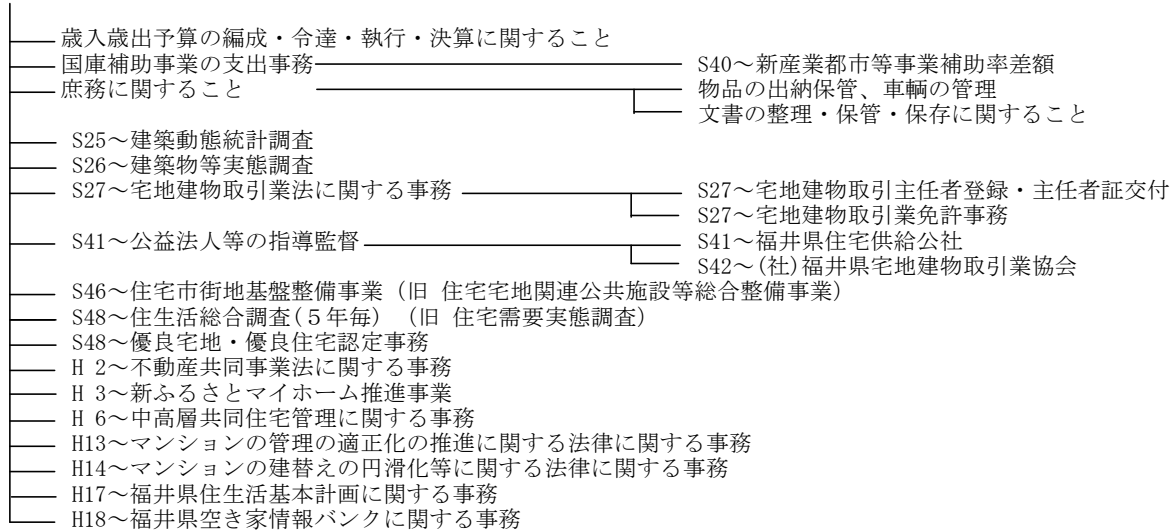 歳入歳出予算の編成・令達・執行・決算に関すること
国庫補助事業の支出事務 S40～新産業都市等事業補助率差額
庶務に関すること 物品の出納保管、車輌の管理
文書の整理・保管・保存に関すること
S25～建築動態統計調査
S26～建築物等実態調査
S27～宅地建物取引業法に関する事務 S27～宅地建物取引主任者登録・主任者証交付
S27～宅地建物取引業免許事務
S41～公益法人等の指導監督 S41～福井県住宅供給公社
S42～(社)福井県宅地建物取引業協会
S46～住宅市街地基盤整備事業 (旧 住宅宅地関連公共施設等総合整備事業)
S48～住生活総合調査(５年毎) (旧 住宅需要実態調査)
S48～優良宅地・優良住宅認定事務
H 2～不動産共同事業法に関する事務
H 3～新ふるさとマイホーム推進事業
H 6～中高層共同住宅管理に関する事務
H13～マンションの管理の適正化の推進に関する法律に関する事務
H14～マンションの建替えの円滑化等に関する法律に関する事務
H17～福井県住生活基本計画に関する事務
H18～福井県空き家情報バンクに関する事務